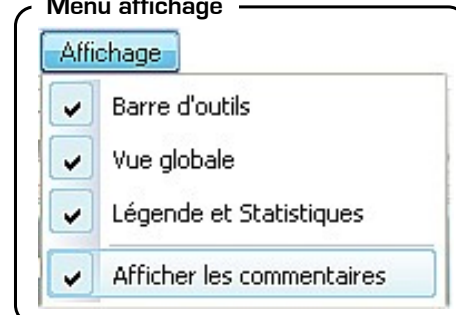 Menu affichage
Affichage
Barre d'outils
Vue globale
Légende et Statistiques
Afficher les commentaires